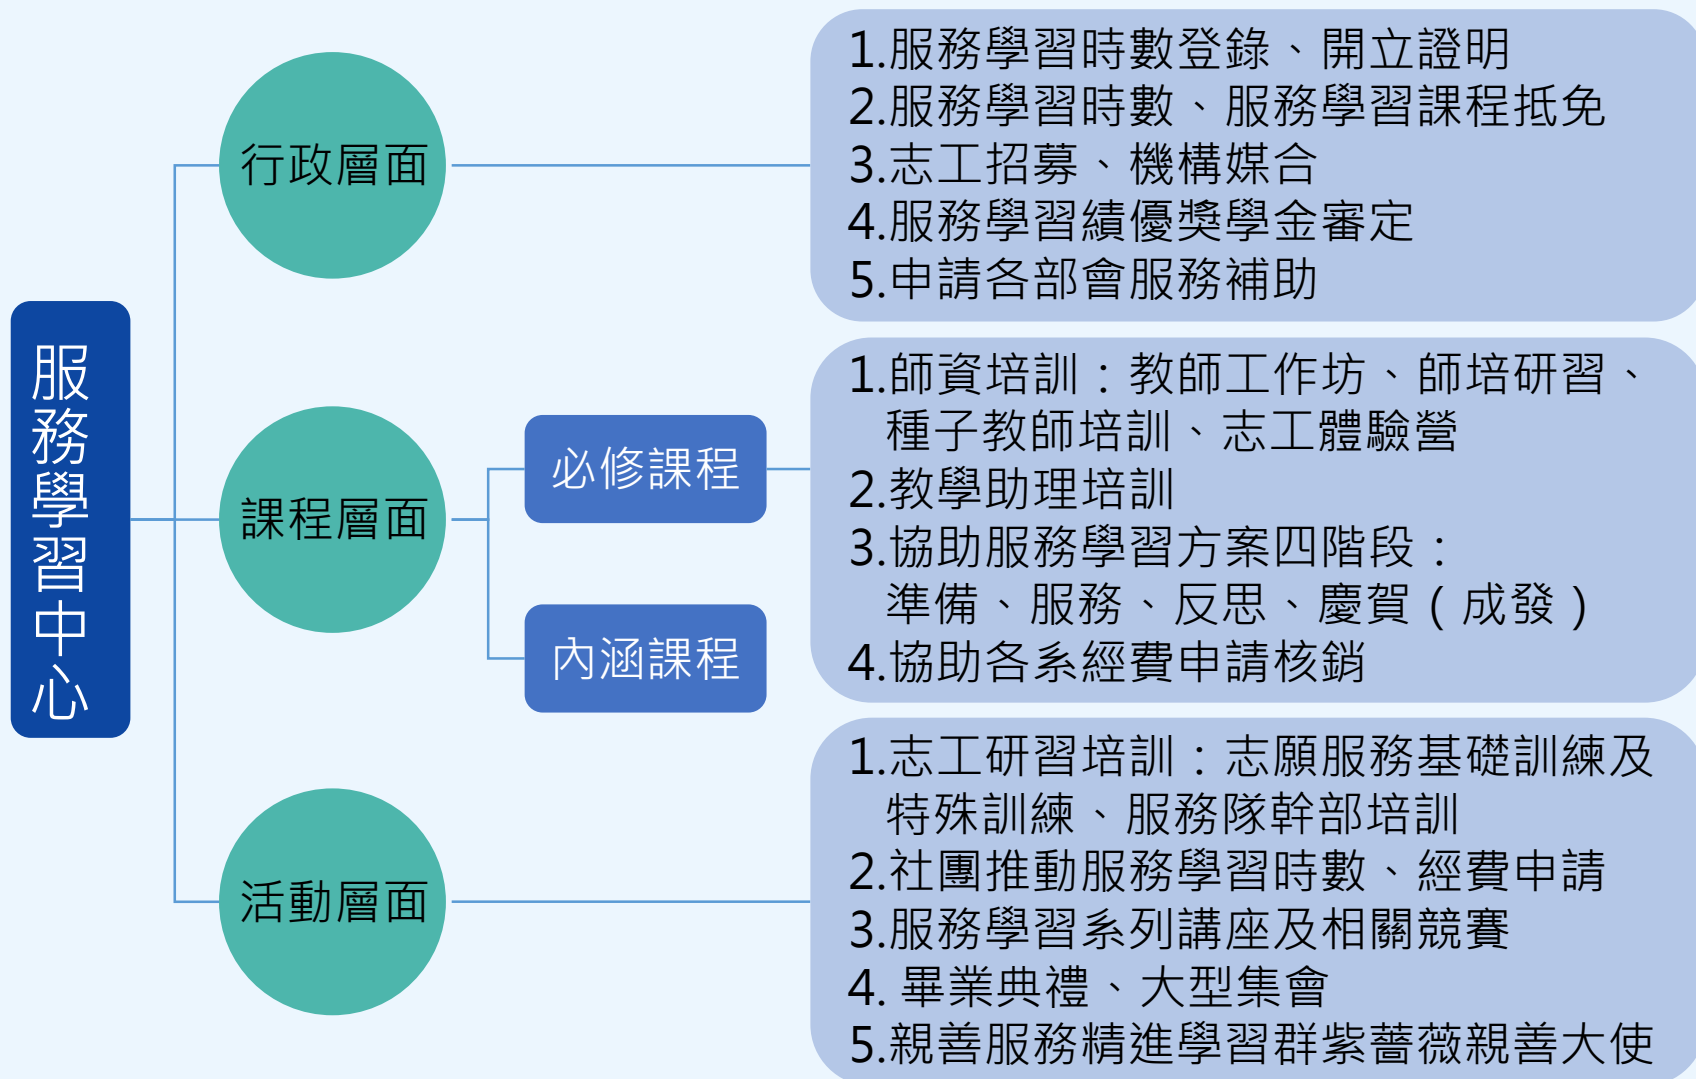 服務學習中心
行政層面
1.服務學習時數登錄、開立證明
2.服務學習時數、服務學習課程抵免
3.志工招募、機構媒合
4.服務學習績優獎學金審定
5.申請各部會服務補助
課程層面
必修課程
內涵課程
1.師資培訓：教師工作坊、師培研習、
種子教師培訓、志工體驗營
2.教學助理培訓
3.協助服務學習方案四階段：
準備、服務、反思、慶賀（成發）
4.協助各系經費申請核銷
活動層面
1.志工研習培訓：志願服務基礎訓練及
特殊訓練、服務隊幹部培訓
2.社團推動服務學習時數、經費申請
3.服務學習系列講座及相關競賽
4. 畢業典禮、大型集會
5.親善服務精進學習群紫薔薇親善大使